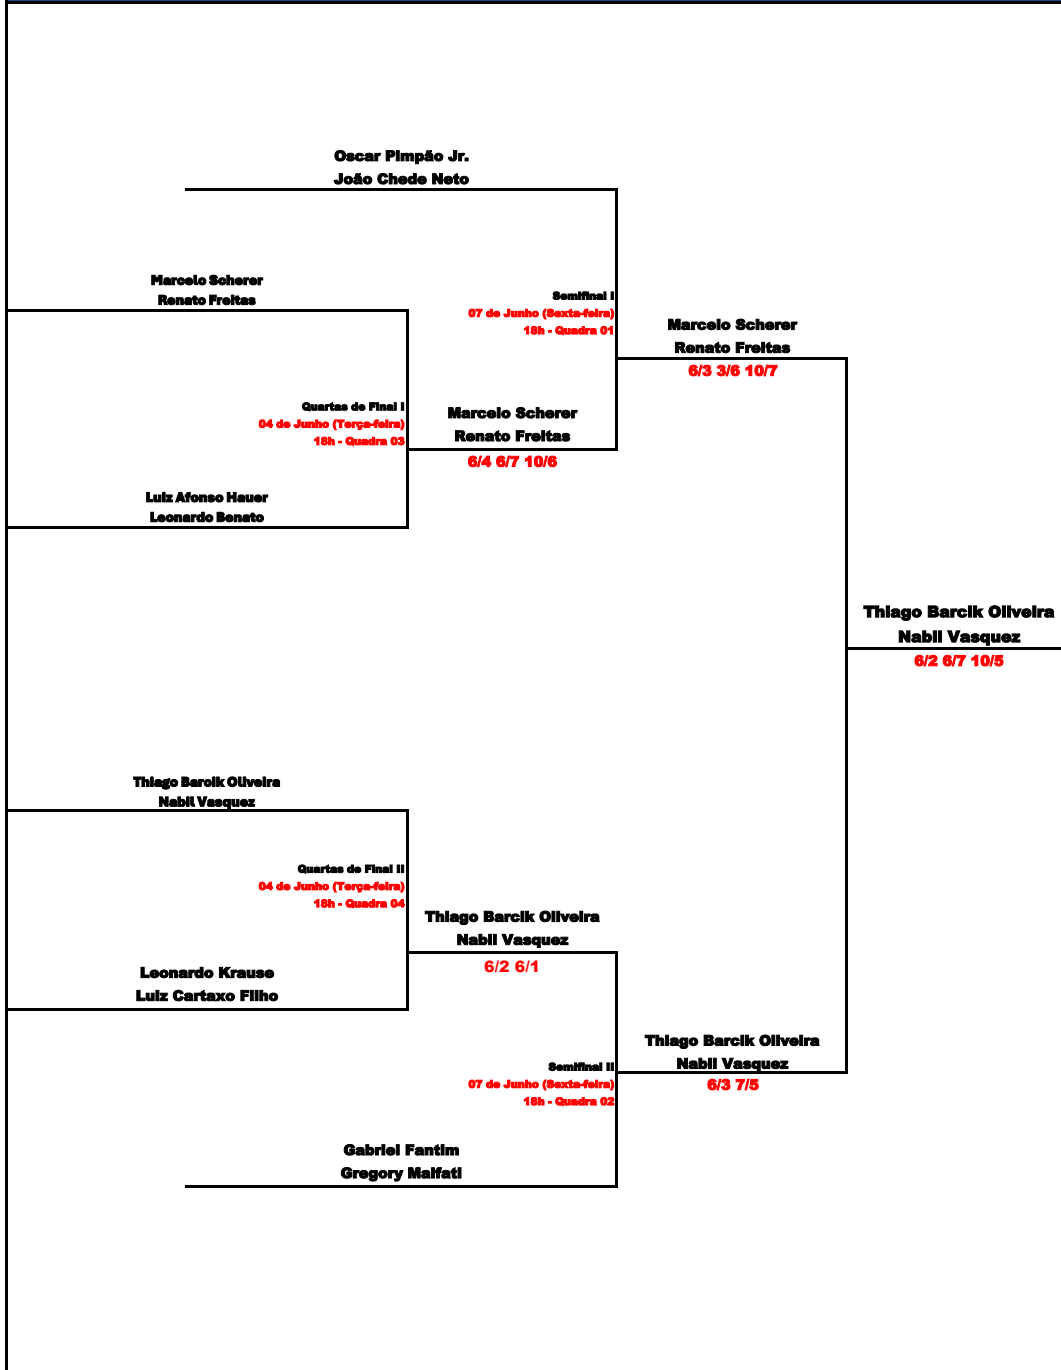 Oscar Pimpão Jr.
João Chede Neto
Marcelo Scherer
Renato Freitas
Semifinal I
07 de Junho (Sexta-feira)
18h - Quadra 01
Marcelo Scherer
Renato Freitas
6/3 3/6 10/7
Quartas de Final I
04 de Junho (Terça-feira)
18h - Quadra 03
Marcelo Scherer
Renato Freitas
6/4 6/7 10/6
Luiz Afonso Hauer
Leonardo Benato
Thiago Barcik Oliveira
Nabil Vasquez
6/2 6/7 10/5
Thiago Barcik Oliveira
Nabil Vasquez
Quartas de Final II
04 de Junho (Terça-feira)
18h - Quadra 04
Thiago Barcik Oliveira
Nabil Vasquez
6/2 6/1
Leonardo Krause
Luiz Cartaxo Filho
Thiago Barcik Oliveira
Nabil Vasquez
6/3 7/5
Semifinal II
07 de Junho (Sexta-feira)
18h - Quadra 02
Gabriel Fantim
Gregory Malfati